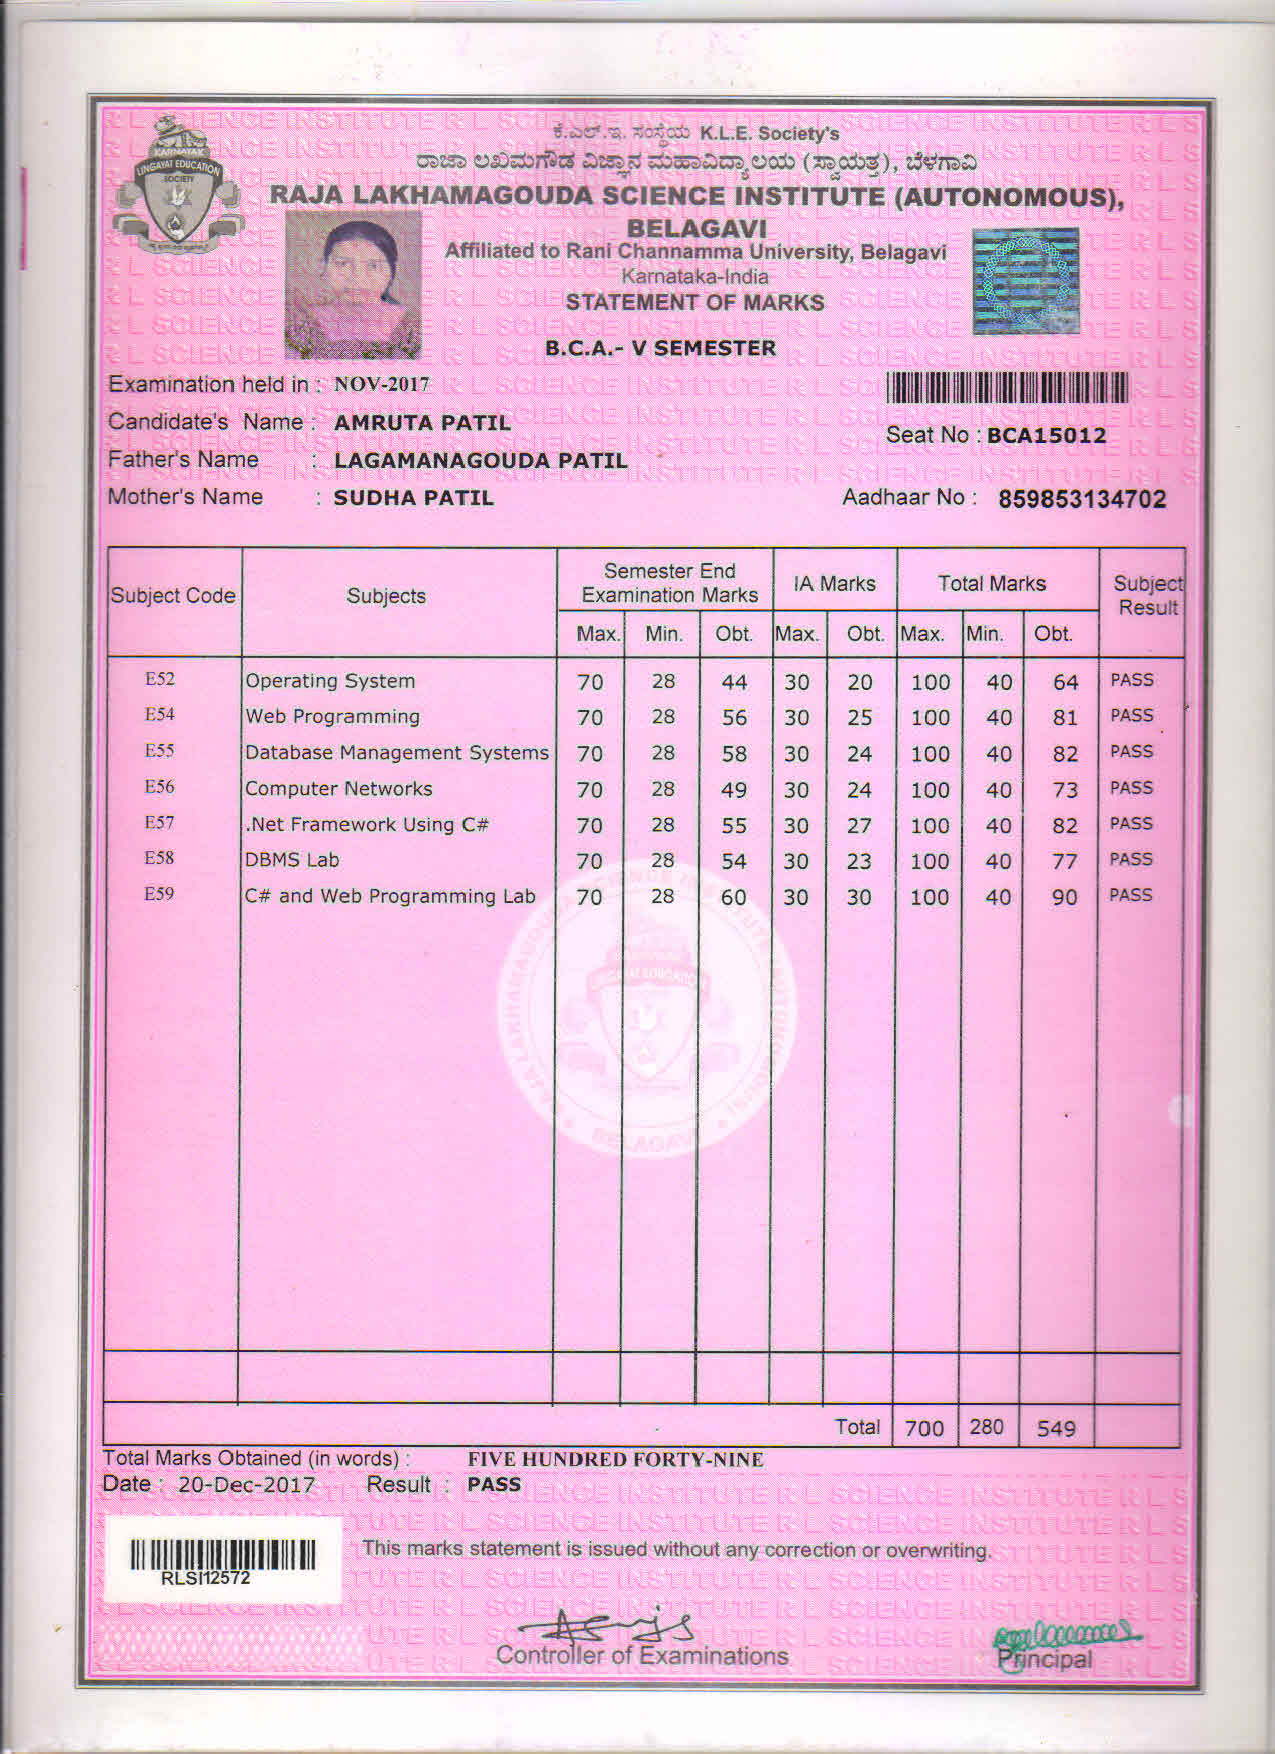 ಕೆ.ಎಲ್.ಇ. ಸಂಸ್ಥೆಯ K.L.E. Society's
ರಾಜಾ ಲಖಮಗೌಡ ವಿಜ್ಞಾನ ಮಹಾವಿದ್ಯಾಲಯ (ಸ್ವಾಯತ್ತ), ಬೆಳಗಾವಿ
RAJA LAKHAMAGOUDA SCIENCE INSTITUTE (AUTONOMOUS),
BELAGAVI
Affiliated to Rani Channamma University, Belagavi
Karnataka-India
STATEMENT OF MARKS
B.C.A.- V SEMESTER
KARNATAK
LINGAYAT EDUCATION
SOCIETY
Examination held in : NOV-2017
Candidate's Name : AMRUTA PATIL
Seat No : BCA15012
Father's Name : LAGAMANAGOUDA PATIL
Mother's Name : SUDHA PATIL Aadhaar No : 859853134702
Subject Code Subjects Semester End Examination Marks IA Marks Total Marks Subject Result
Max. Min. Obt. Max. Obt. Max. Min. Obt.
E52 Operating System 70 28 44 30 20 100 40 64 PASS
E54 Web Programming 70 28 56 30 25 100 40 81 PASS
E55 Database Management Systems 70 28 58 30 24 100 40 82 PASS
E56 Computer Networks 70 28 49 30 24 100 40 73 PASS
E57 .Net Framework Using C# 70 28 55 30 27 100 40 82 PASS
E58 DBMS Lab 70 28 54 30 23 100 40 77 PASS
E59 C# and Web Programming Lab 70 28 60 30 30 100 40 90 PASS
Total 700 280 549
Total Marks Obtained (in words) : FIVE HUNDRED FORTY-NINE
Date : 20-Dec-2017 Result : PASS
This marks statement is issued without any correction or overwriting.
RLSI12572
Controller of Examinations
Principal